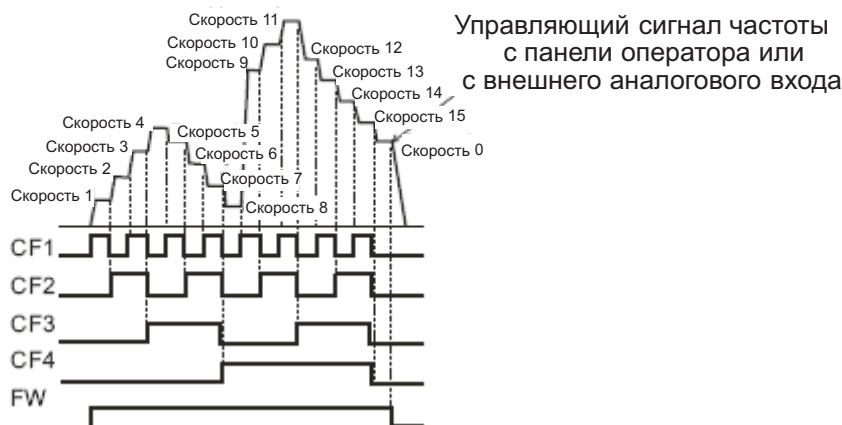 Скорость 11
Скорость 10
Скорость 9
Скорость 12
Скорость 13
Скорость 14
Скорость 15
Скорость 0
Управляющий сигнал частоты
с панели оператора или
с внешнего аналогового входа
Скорость 4
Скорость 3
Скорость 2
Скорость 1
Скорость 5
Скорость 6
Скорость 7
Скорость 8
CF1
CF2
CF3
CF4
FW